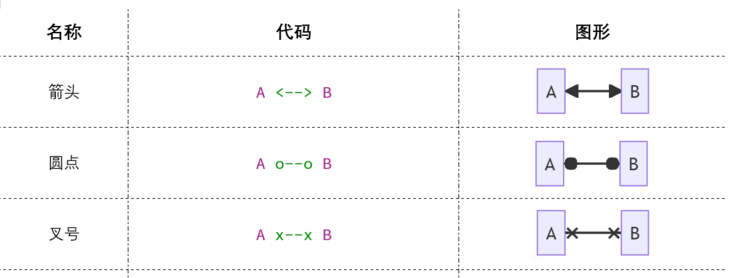 名称 代码 图形
箭头 A <--> B A B
圆点 A o--o B A B
叉号 A x--x B A B